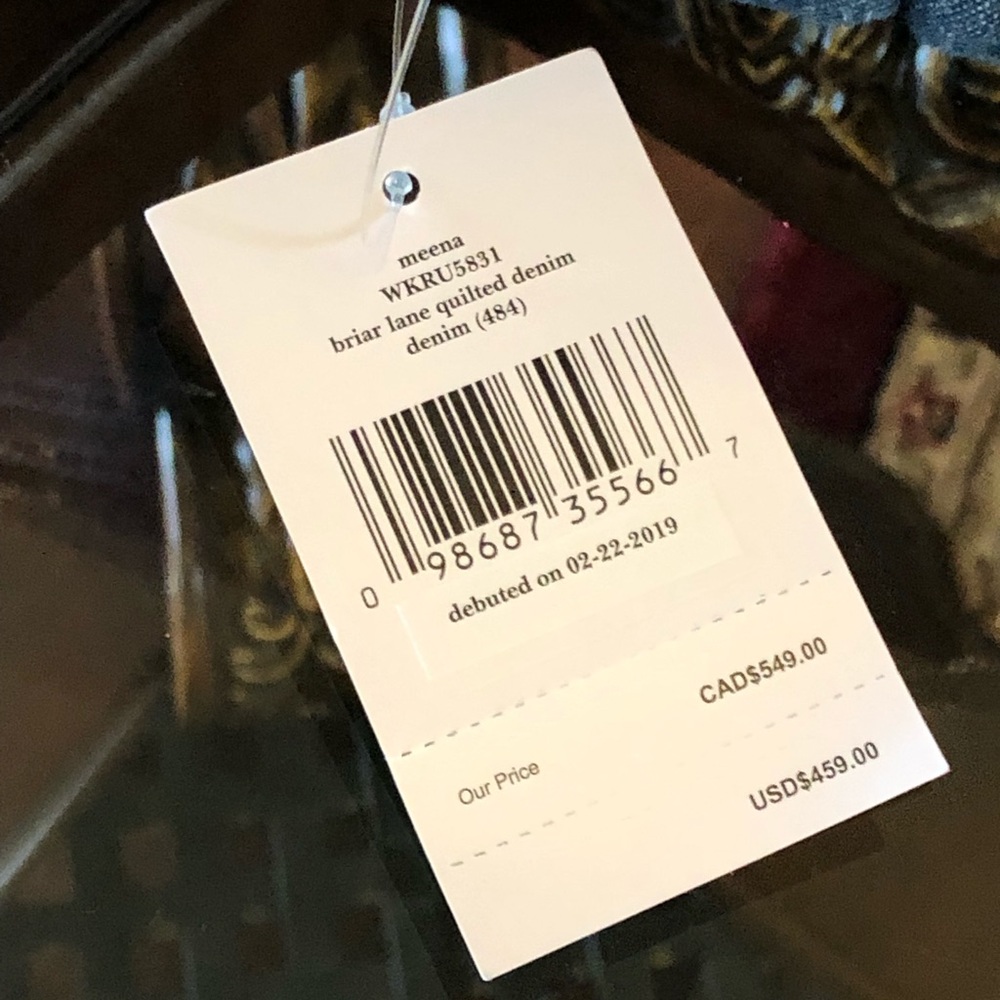 meena
WKRU5831
briar lane quilted denim
denim (484)
0 98687 35566 7
debuted on 02-22-2019
CAD$549.00
Our Price
USD$459.00